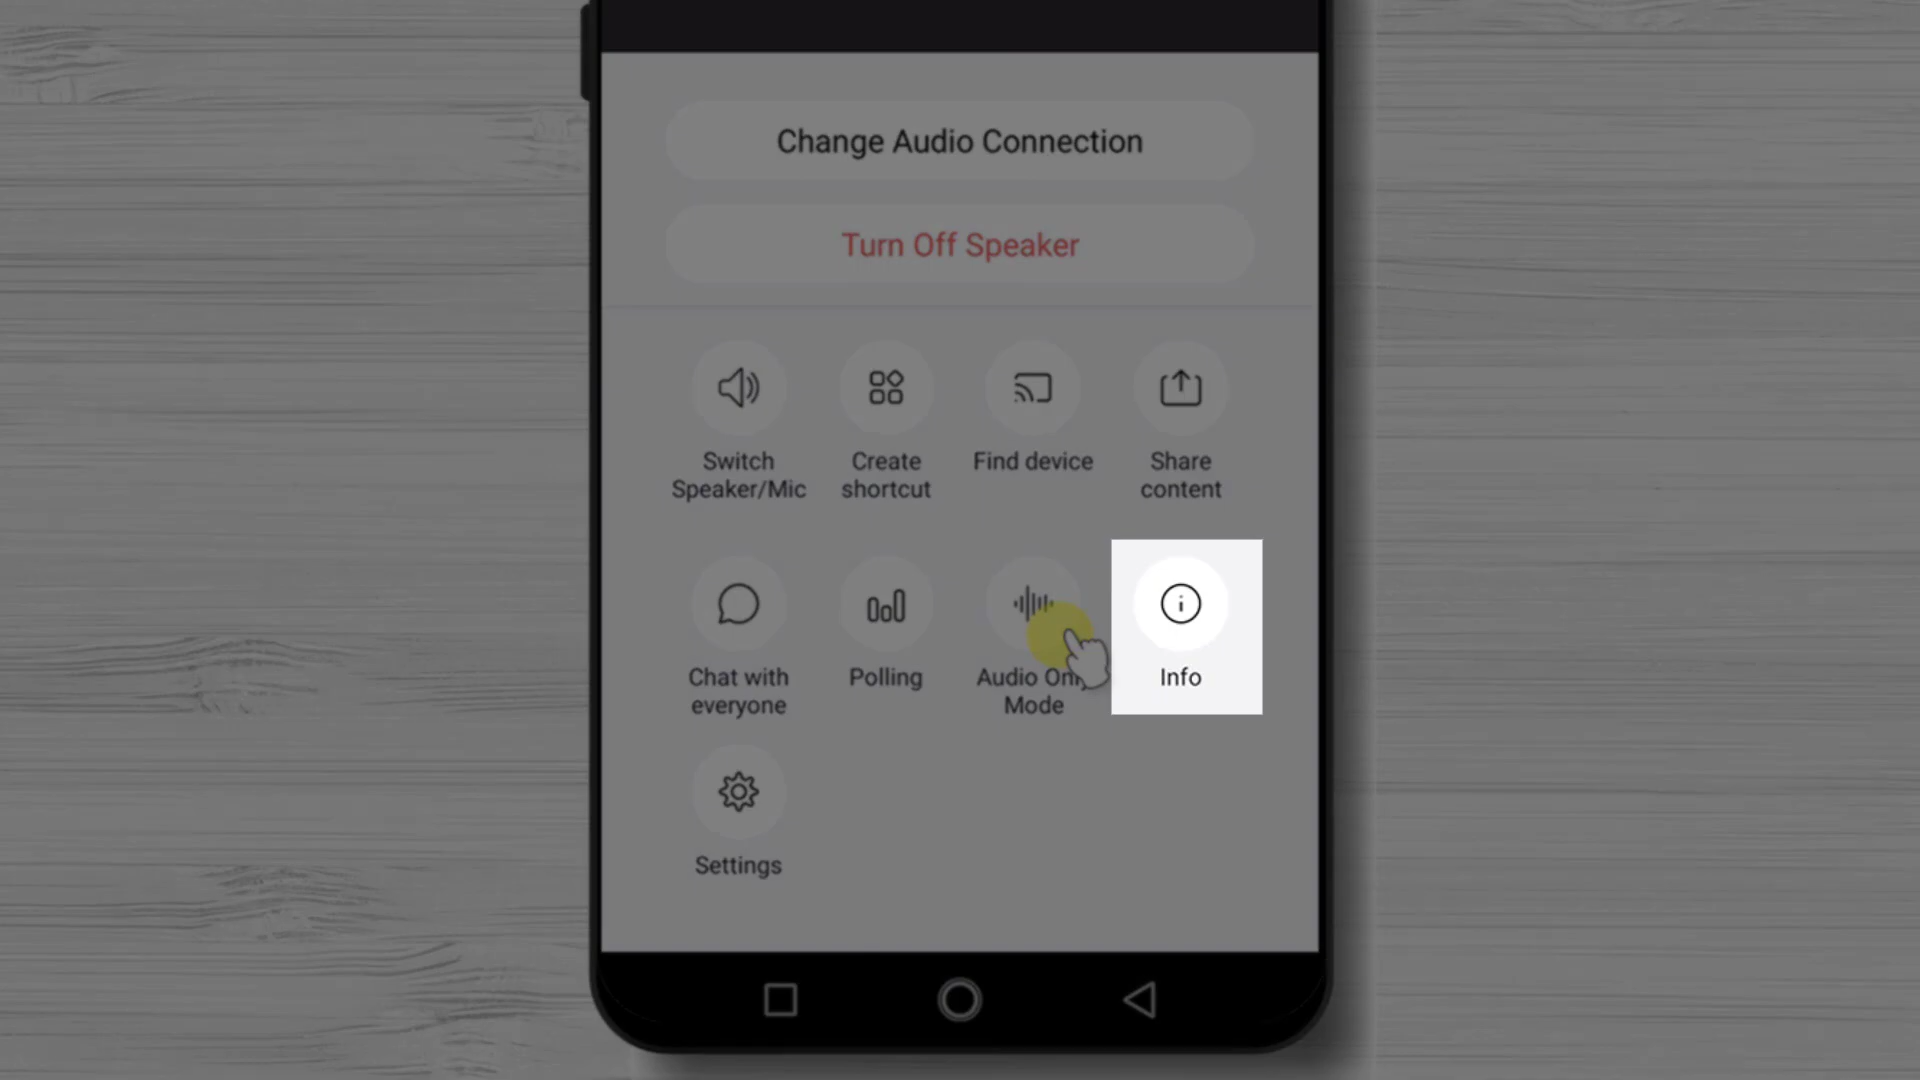 Change Audio Connection
Turn Off Speaker
Switch
Speaker/Mic
Create
shortcut
Find device
Share
content
Chat with
everyone
Polling
Audio Only
Mode
Info
Settings